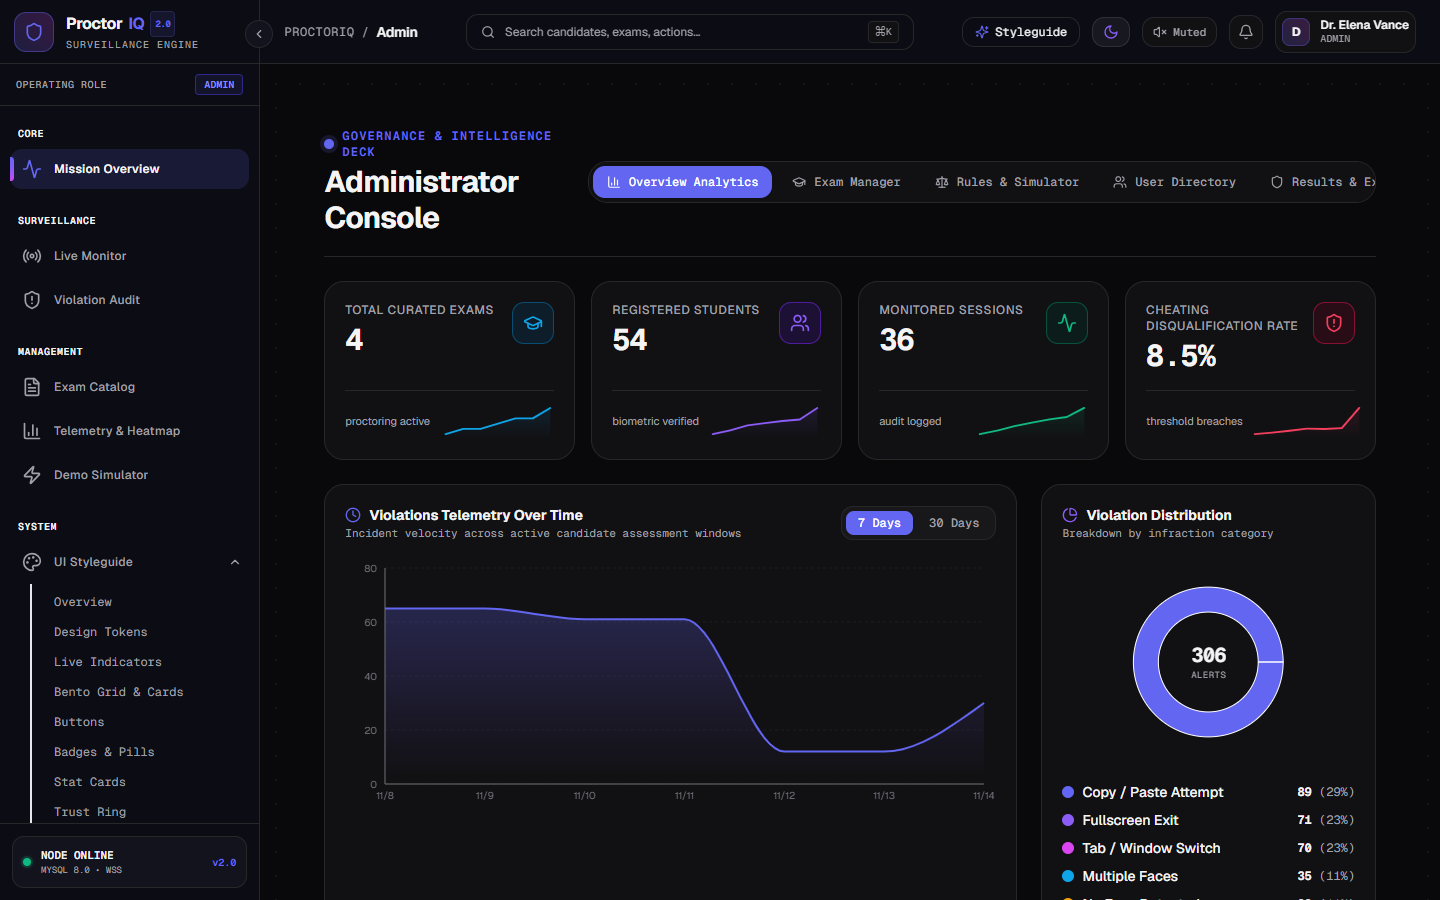 Proctor IQ 2.0
SURVEILLANCE ENGINE
PROCTORIQ / Admin
Search candidates, exams, actions...
⌘K
Styleguide
Muted
D
Dr. Elena Vance
ADMIN
OPERATING ROLE
ADMIN
CORE
Mission Overview
SURVEILLANCE
Live Monitor
Violation Audit
MANAGEMENT
Exam Catalog
Telemetry & Heatmap
Demo Simulator
SYSTEM
UI Styleguide
Overview
Design Tokens
Live Indicators
Bento Grid & Cards
Buttons
Badges & Pills
Stat Cards
Trust Ring
NODE ONLINE
MYSQL 8.0 • WSS
v2.0
GOVERNANCE & INTELLIGENCE
DECK
Administrator
Console
Overview Analytics
Exam Manager
Rules & Simulator
User Directory
Results & Ex
TOTAL CURATED EXAMS
4
proctoring active
REGISTERED STUDENTS
54
biometric verified
MONITORED SESSIONS
36
audit logged
CHEATING
DISQUALIFICATION RATE
8.5%
threshold breaches
Violations Telemetry Over Time
Incident velocity across active candidate assessment windows
7 Days
30 Days
80
60
40
20
0
11/8
11/9
11/10
11/11
11/12
11/13
11/14
Violation Distribution
Breakdown by infraction category
306
ALERTS
Copy / Paste Attempt 89 (29%)
Fullscreen Exit 71 (23%)
Tab / Window Switch 70 (23%)
Multiple Faces 35 (11%)